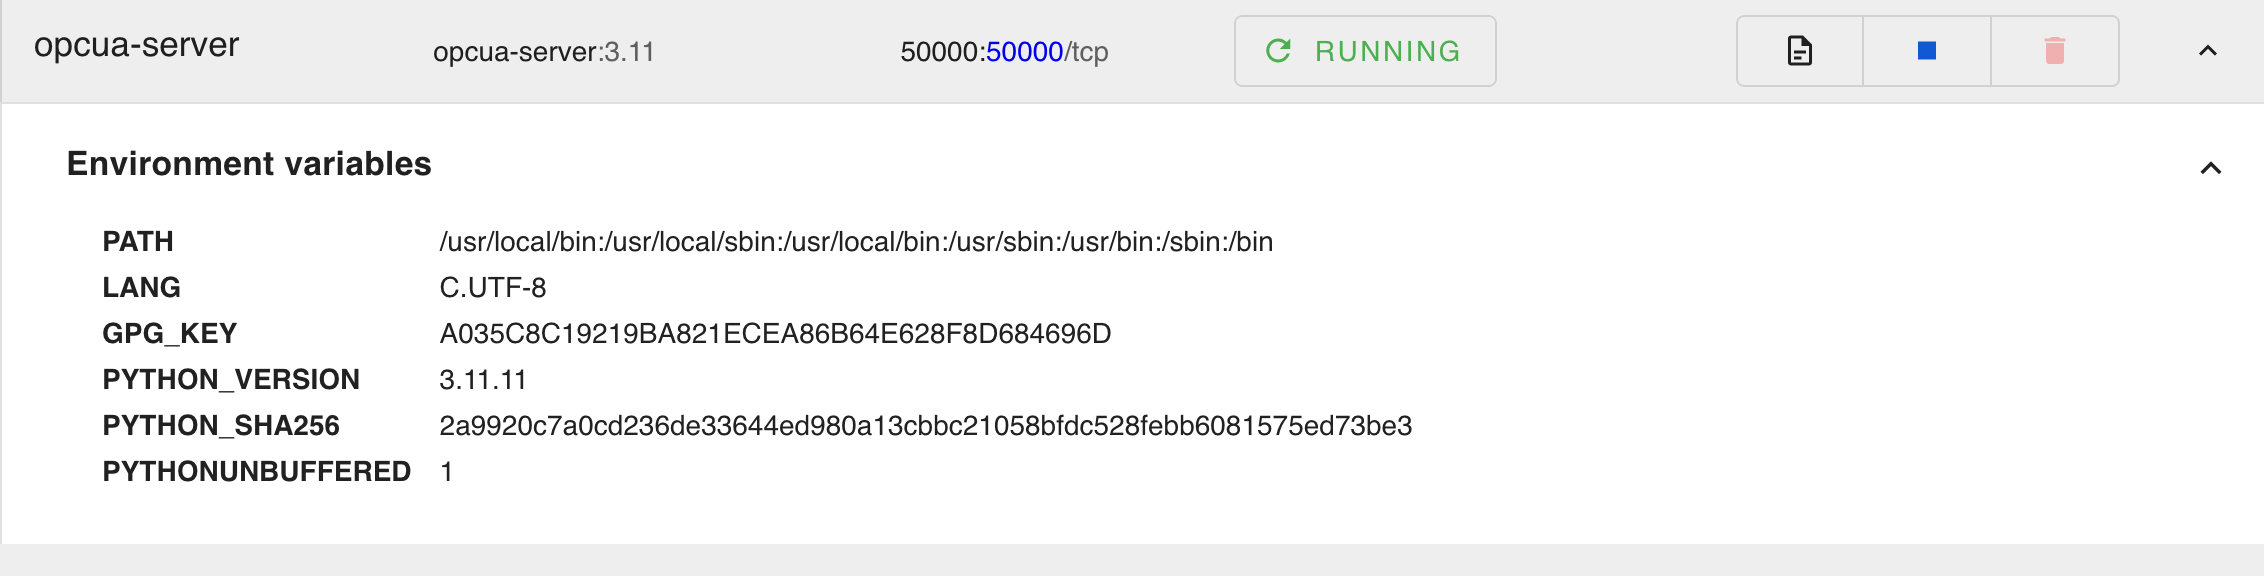 opcua-server opcua-server:3.11 50000:50000/tcp RUNNING
Environment variables
PATH /usr/local/bin:/usr/local/sbin:/usr/local/bin:/usr/sbin:/usr/bin:/sbin:/bin
LANG C.UTF-8
GPG_KEY A035C8C19219BA821ECEA86B64E628F8D684696D
PYTHON_VERSION 3.11.11
PYTHON_SHA256 2a9920c7a0cd236de33644ed980a13cbbc21058bfdc528febb6081575ed73be3
PYTHONUNBUFFERED 1